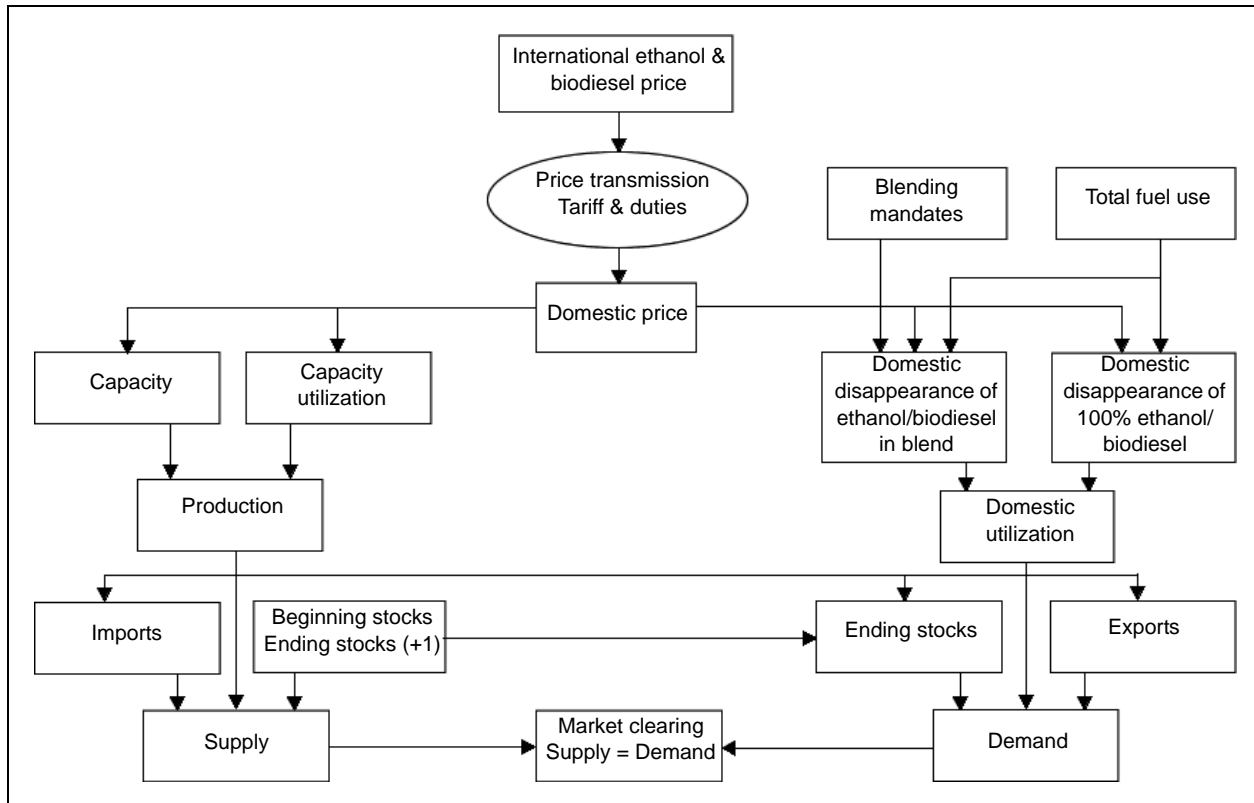 International ethanol &
biodiesel price
Price transmission
Tariff & duties
Blending
mandates
Total fuel use
Domestic price
Capacity
Capacity
utilization
Domestic
disappearance of
ethanol/biodiesel
in blend
Domestic
disappearance of
100% ethanol/
biodiesel
Production
Domestic
utilization
Imports
Beginning stocks
Ending stocks (+1)
Ending stocks
Exports
Supply
Market clearing
Supply = Demand
Demand